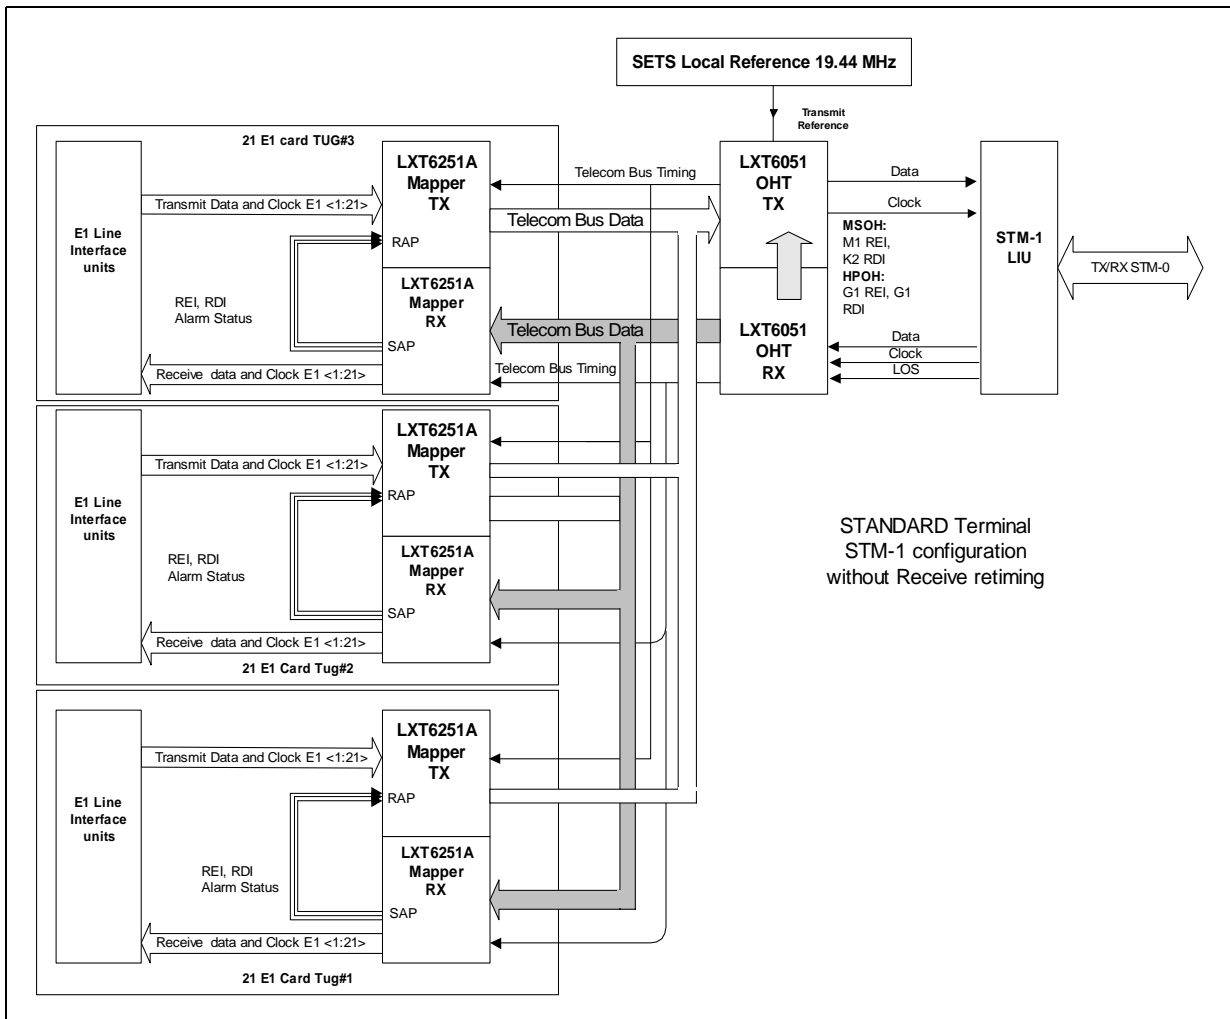 SETS Local Reference 19.44 MHz
Transmit
Reference
21 E1 card TUG#3
E1 Line
Interface
units
Transmit Data and Clock E1 <1:21>
LXT6251A
Mapper
TX
RAP
REI, RDI
Alarm Status
LXT6251A
Mapper
RX
SAP
Receive data and Clock E1 <1:21>
Telecom Bus Timing
Telecom Bus Data
Telecom Bus Data
Telecom Bus Timing
LXT6051
OHT
TX
LXT6051
OHT
RX
Data
Clock
MSOH:
M1 REI,
K2 RDI
HPOH:
G1 REI, G1
RDI
Data
Clock
LOS
STM-1
LIU
TX/RX STM-0
E1 Line
Interface
units
Transmit Data and Clock E1 <1:21>
LXT6251A
Mapper
TX
RAP
REI, RDI
Alarm Status
LXT6251A
Mapper
RX
SAP
Receive data and Clock E1 <1:21>
21 E1 Card Tug#2
STANDARD Terminal
STM-1 configuration
without Receive retiming
E1 Line
Interface
units
Transmit Data and Clock E1 <1:21>
LXT6251A
Mapper
TX
RAP
REI, RDI
Alarm Status
LXT6251A
Mapper
RX
SAP
Receive data and Clock E1 <1:21>
21 E1 Card Tug#1